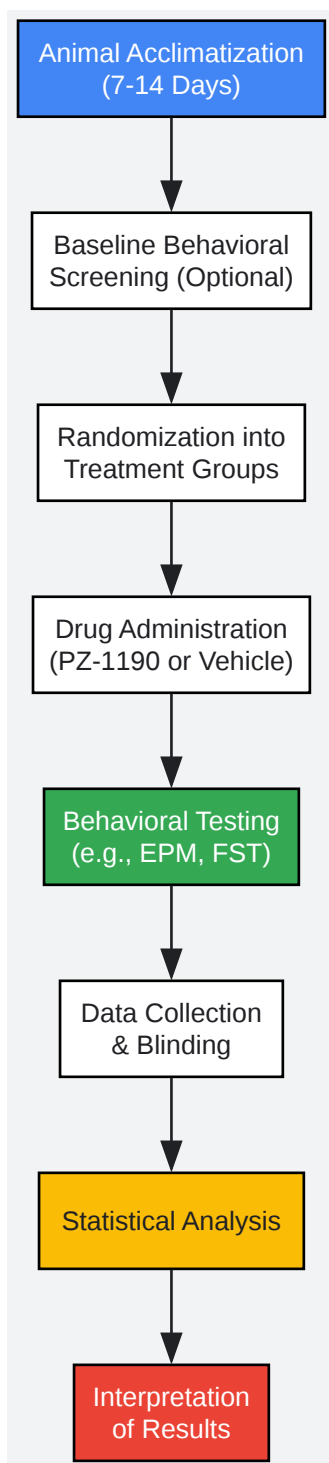 Animal Acclimatization
(7-14 Days)
Baseline Behavioral
Screening (Optional)
Randomization into
Treatment Groups
Drug Administration
(PZ-1190 or Vehicle)
Behavioral Testing
(e.g., EPM, FST)
Data Collection
& Blinding
Statistical Analysis
Interpretation
of Results